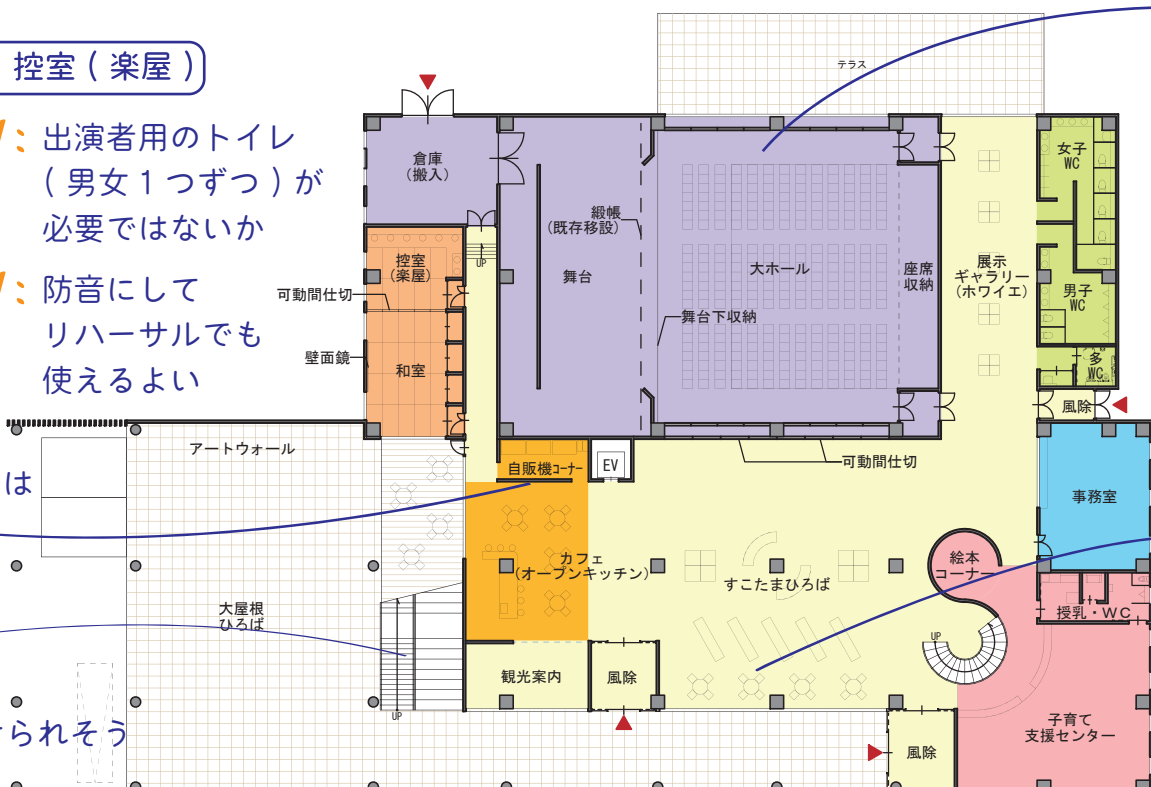 控室(楽屋)
出演者用のトイレ
(男女1つずつ)が
必要ではないか
防音にして
リハーサルでも
使えるよい
は
られそう
テラス
倉庫
(搬入)
緞帳
(既存移設)
舞台
大ホール
座席
収納
展示
ギャラリー
(ホワイエ)
女子
WC
男子
WC
多
WC
風除
控室
(楽屋)
UP
可動間仕切
壁面鏡
和室
舞台下収納
アートウォール
自販機コーナー
EV
可動間仕切
事務室
カフェ
(オープンキッチン)
すこたまひろば
絵本
コーナー
授乳・WC
大屋根
ひろば
UP
観光案内
風除
UP
子育て
支援センター
風除